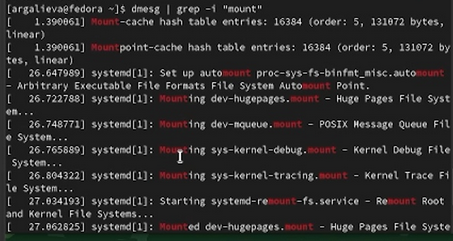 [argalieva@fedora ~]$ dmesg | grep -i "mount"
[    1.390061] Mount-cache hash table entries: 16384 (order: 5, 131072 bytes,
linear)
[    1.390061] Mountpoint-cache hash table entries: 16384 (order: 5, 131072 by
tes, linear)
[   26.647989] systemd[1]: Set up automount proc-sys-fs-binfmt_misc.automount
- Arbitrary Executable File Formats File System Automount Point.
[   26.722788] systemd[1]: Mounting dev-hugepages.mount - Huge Pages File Syst
em...
[   26.748771] systemd[1]: Mounting dev-mqueue.mount - POSIX Message Queue Fil
e System...
[   26.765889] systemd[1]: Mounting sys-kernel-debug.mount - Kernel Debug File
System...
[   26.804322] systemd[1]: Mounting sys-kernel-tracing.mount - Kernel Trace Fi
le System...
[   27.034193] systemd[1]: Starting systemd-remount-fs.service - Remount Root
and Kernel File Systems...
[   27.062825] systemd[1]: Mounted dev-hugepages.mount - Huge Pages File Syste